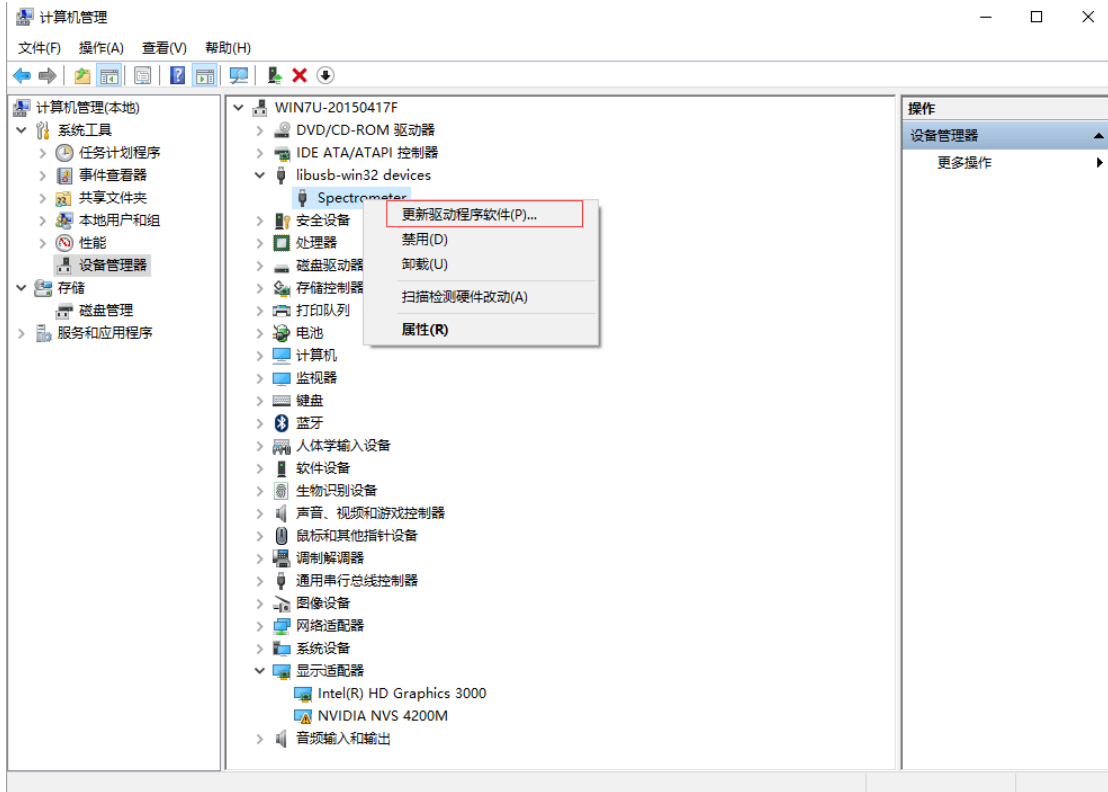 计算机管理
文件(F) 操作(A) 查看(V) 帮助(H)
计算机管理(本地)
系统工具
任务计划程序
事件查看器
共享文件夹
本地用户和组
性能
设备管理器
存储
磁盘管理
服务和应用程序
WIN7U-20150417F
DVD/CD-ROM 驱动器
IDE ATA/ATAPI 控制器
libusb-win32 devices
Spectrometer
安全设备
处理器
磁盘驱动器
存储控制器
打印队列
电池
计算机
监视器
键盘
蓝牙
人体学输入设备
软件设备
生物识别设备
声音、视频和游戏控制器
鼠标和其他指针设备
调制解调器
通用串行总线控制器
图像设备
网络适配器
系统设备
显示适配器
Intel(R) HD Graphics 3000
NVIDIA NVS 4200M
音频输入和输出
更新驱动程序软件(P)...
禁用(D)
卸载(U)
扫描检测硬件改动(A)
属性(R)
操作
设备管理器
更多操作